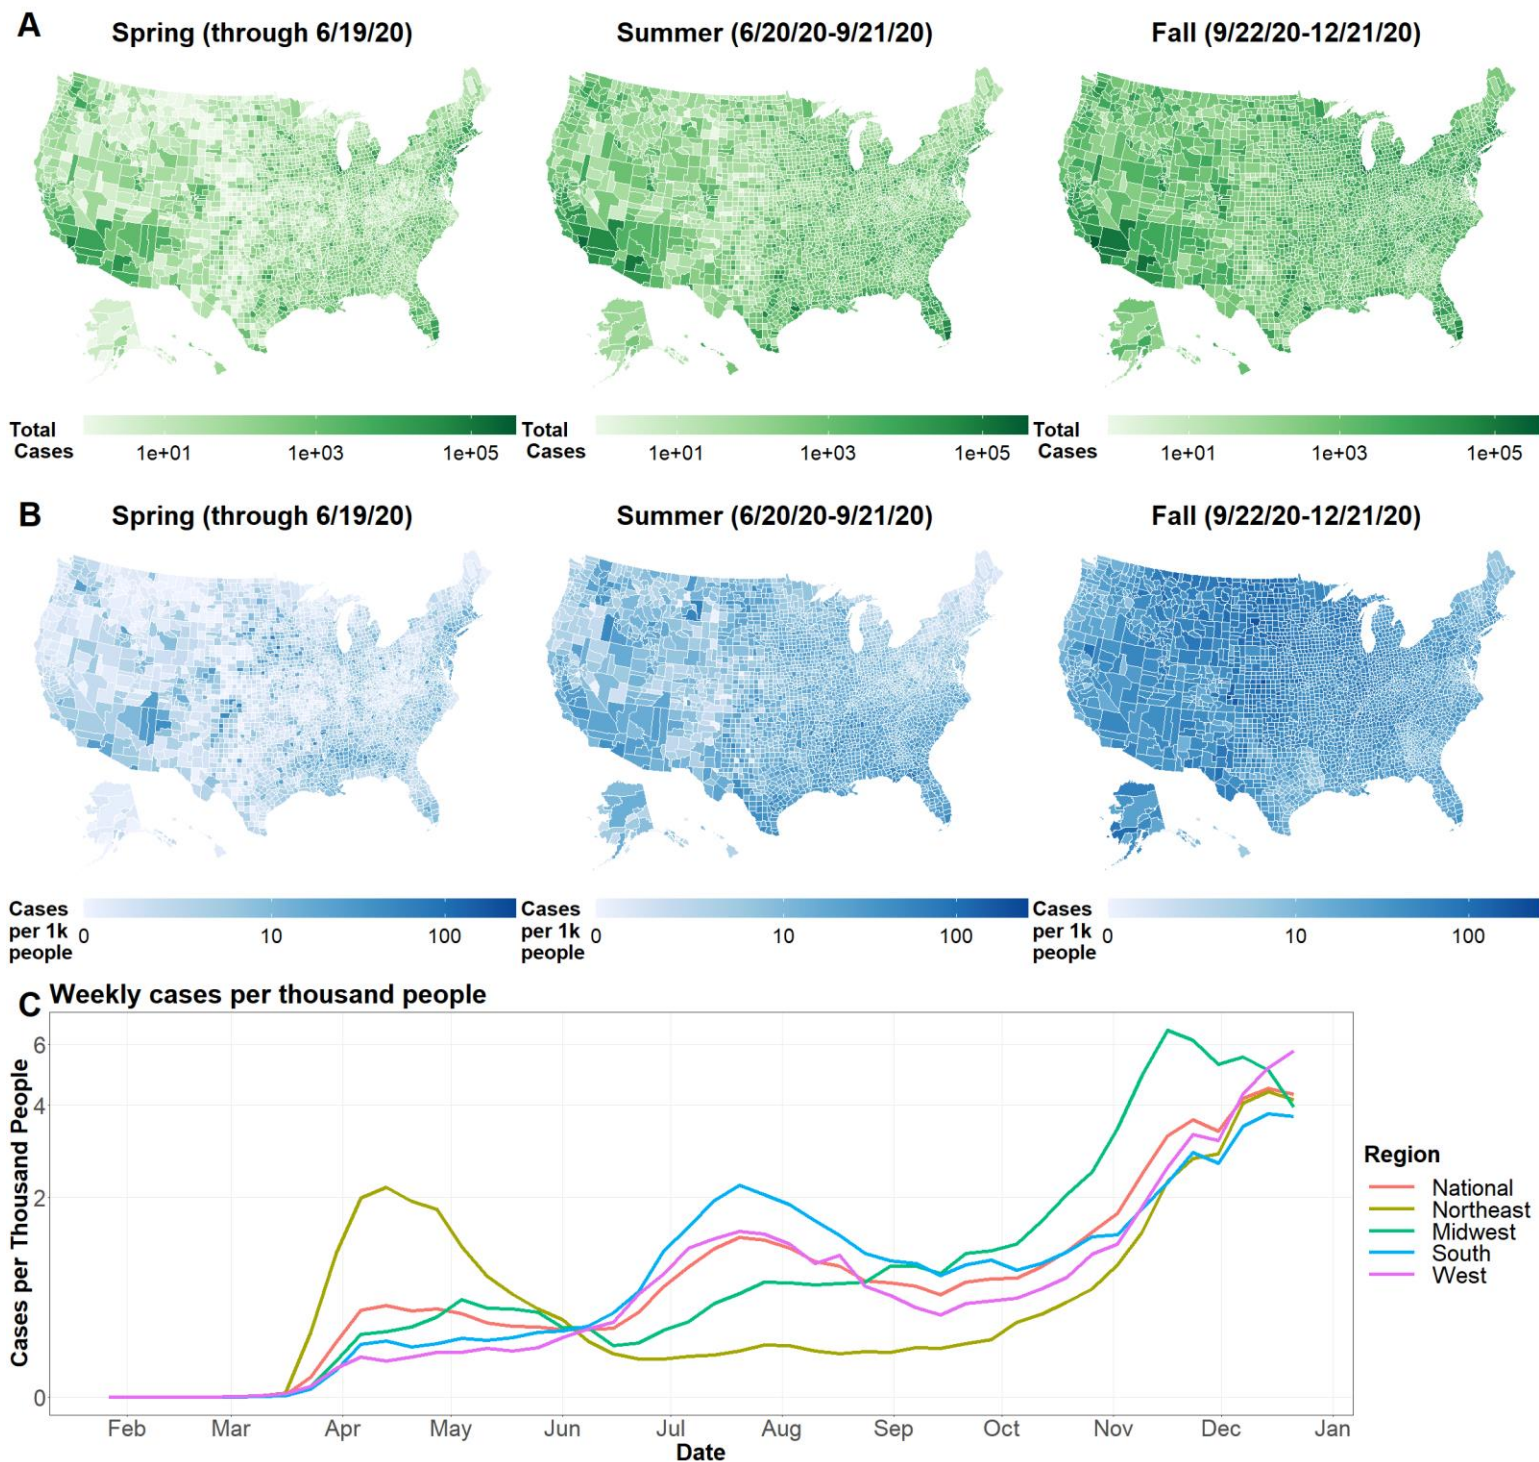 A
Spring (through 6/19/20)
Summer (6/20/20-9/21/20)
Fall (9/22/20-12/21/20)
Total
Cases
1e+01
1e+03
1e+05
Total
Cases
1e+01
1e+03
1e+05
Total
Cases
1e+01
1e+03
1e+05
B
Spring (through 6/19/20)
Summer (6/20/20-9/21/20)
Fall (9/22/20-12/21/20)
Cases
per 1k
people
0
10
100
Cases
per 1k
people
0
10
100
Cases
per 1k
people
0
10
100
C
Weekly cases per thousand people
Cases per Thousand People
6
4
2
0
Feb
Mar
Apr
May
Jun
Jul
Aug
Sep
Oct
Nov
Dec
Jan
Date
Region
National
Northeast
Midwest
South
West